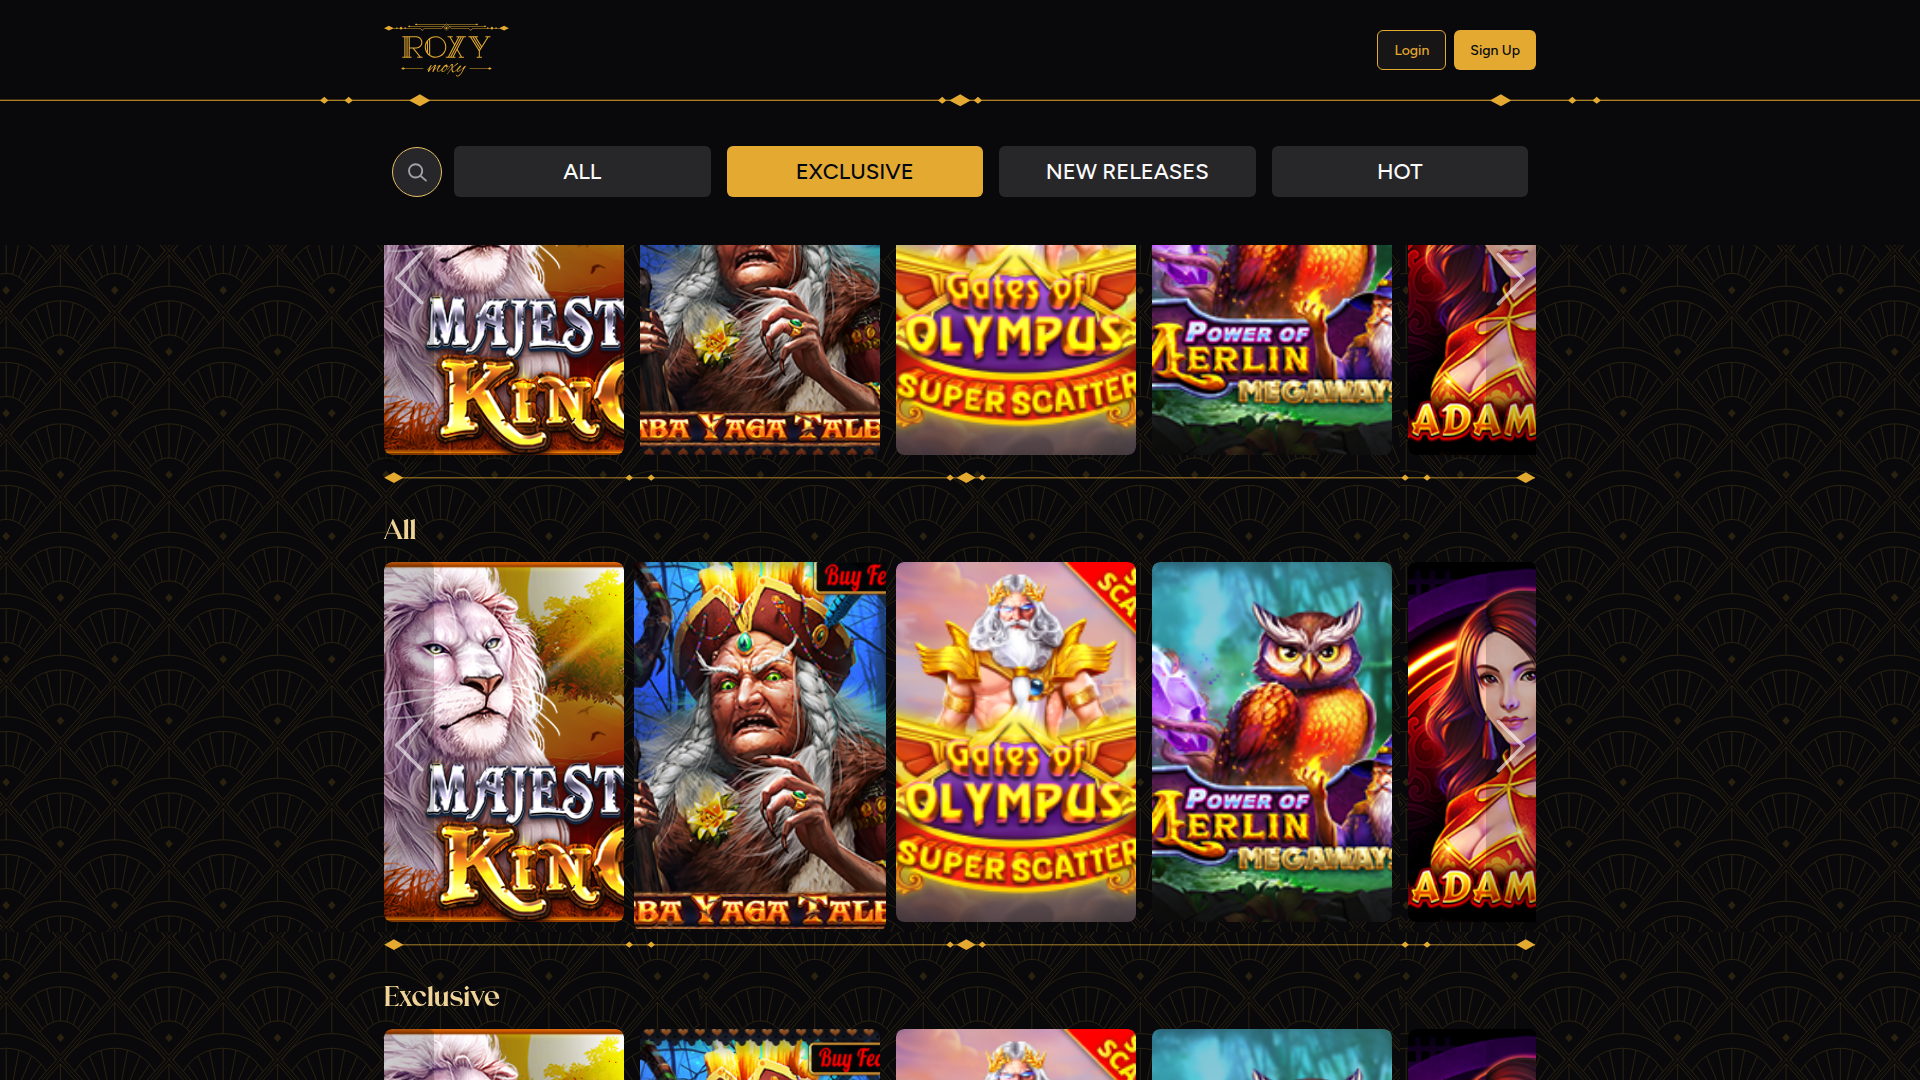 ROXY
moxy
Login
Sign Up
ALL
EXCLUSIVE
NEW RELEASES
HOT
MAJEST
KING
BA YAGA TALE
Gates of
OLYMPUS
SUPER SCATTER
POWER OF
MERLIN
MEGAWAYS
ADAM
All
Buy Fe
SCA
MAJEST
KING
BA YAGA TALE
Gates of
OLYMPUS
SUPER SCATTER
POWER OF
MERLIN
MEGAWAYS
ADAM
Exclusive
Buy Fea
SCA